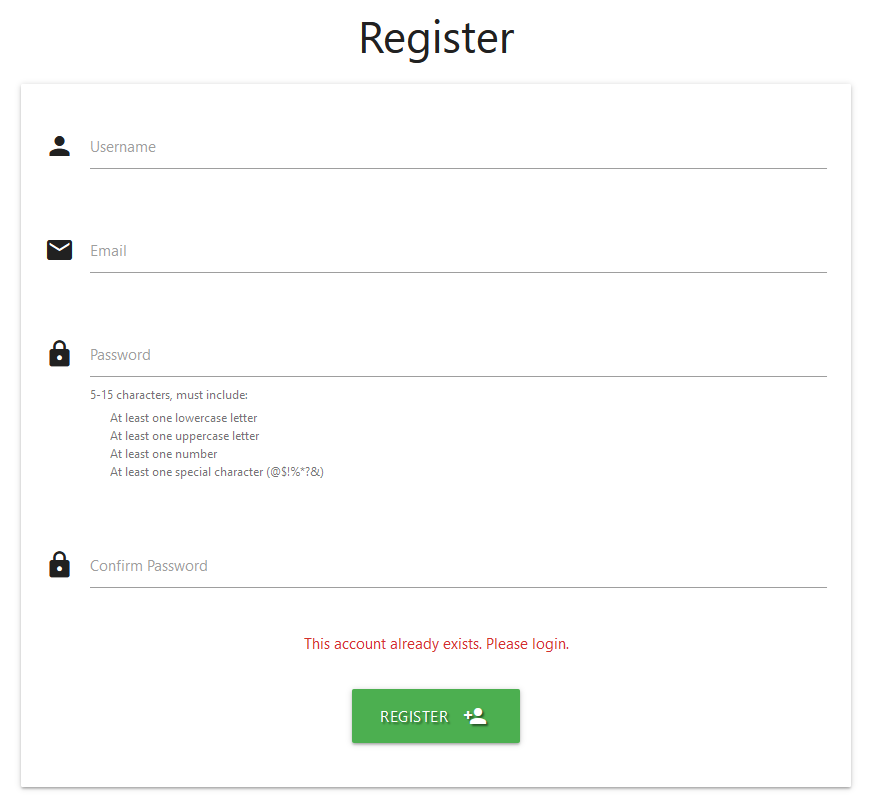 Register
Username
Email
Password
5-15 characters, must include:
At least one lowercase letter
At least one uppercase letter
At least one number
At least one special character (@$!%*?&)
Confirm Password
This account already exists. Please login.
REGISTER